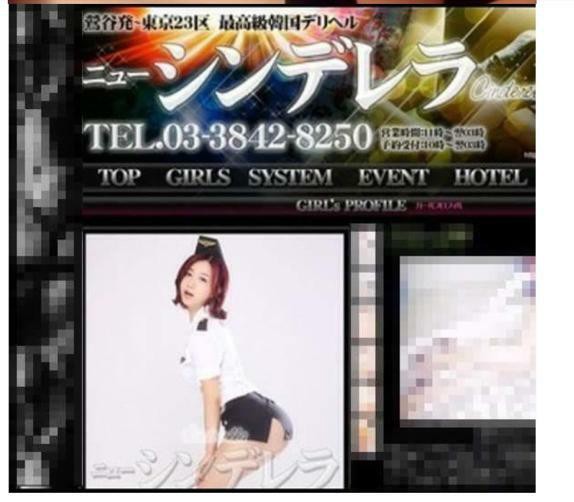 鶯谷発~東京23区 最高級韓国デリヘル
ニューシンデレラ
TEL.03-3842-8250 営業時間:11時~翌03時
予約受付:10時~翌03時
TOP GIRLS SYSTEM EVENT HOTEL
GIRL's PROFILE
ニューシンデレラ